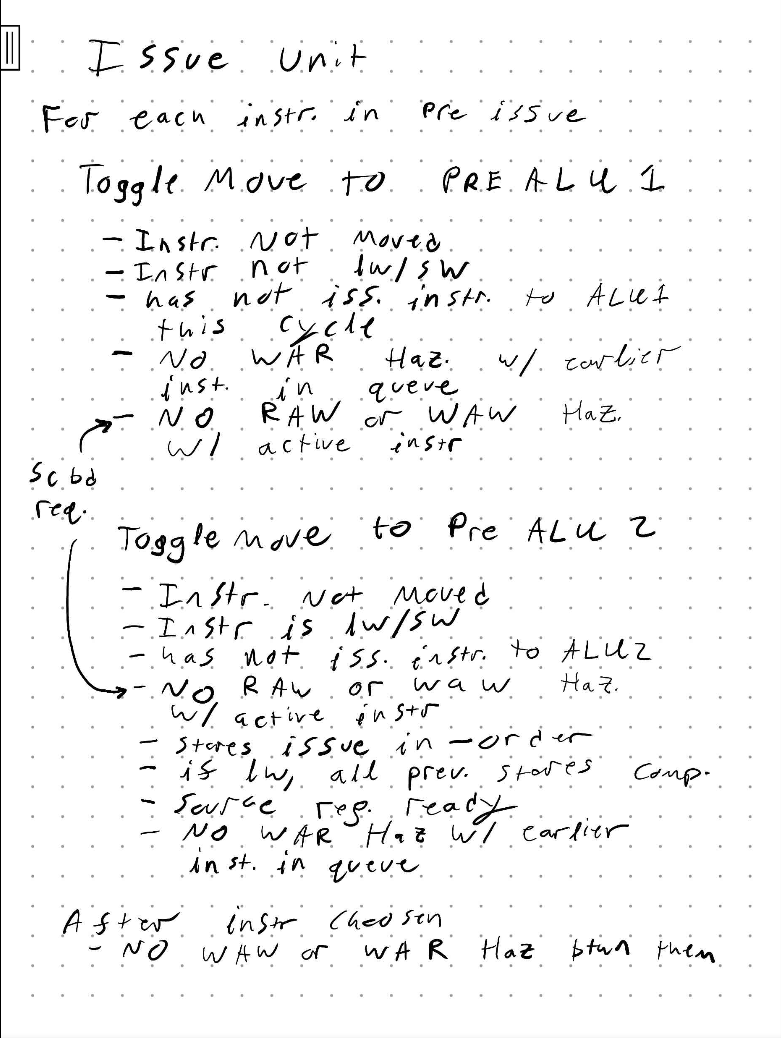 Issue Unit
For each instr. in Pre issue
Toggle Move to PRE ALU 1
- Instr. Not Moved
- Instr not lw/sw
- has not iss. instr. to ALU1
this cycle
- No WAR Haz. w/ earlier
inst. in queue
- NO RAW or WAW Haz.
w/ active instr
Scbd
req.
Toggle move to Pre ALU 2
- Instr. Not Moved
- Instr is lw/sw
- has not iss. instr. to ALU2
- NO RAW or WAW Haz.
w/ active instr
- Stores issue in-order
- if lw, all prev. stores comp.
- Source reg. ready
- NO WAR Haz w/ earlier
inst. in queue
After instr choosen
- NO WAW or WAR Haz btwn them